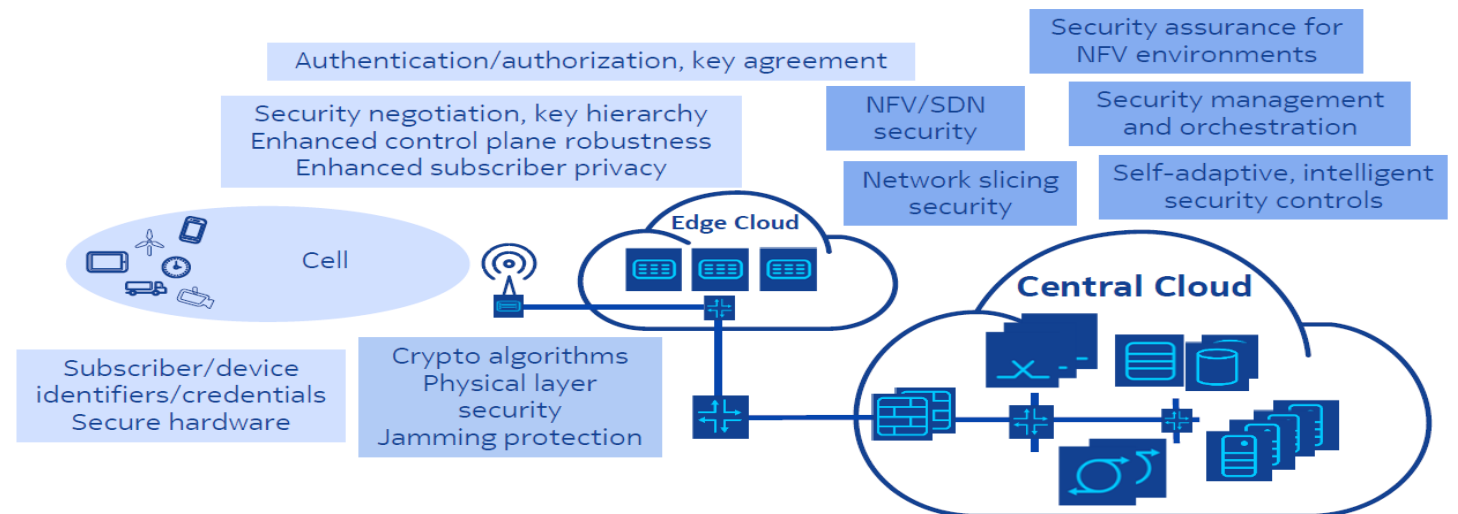 Authentication/authorization, key agreement
Security assurance for
NFV environments
Security negotiation, key hierarchy
Enhanced control plane robustness
Enhanced subscriber privacy
NFV/SDN
security
Security management
and orchestration
Network slicing
security
Self-adaptive, intelligent
security controls
Edge Cloud
Cell
Central Cloud
Subscriber/device
identifiers/credentials
Secure hardware
Crypto algorithms
Physical layer
security
Jamming protection